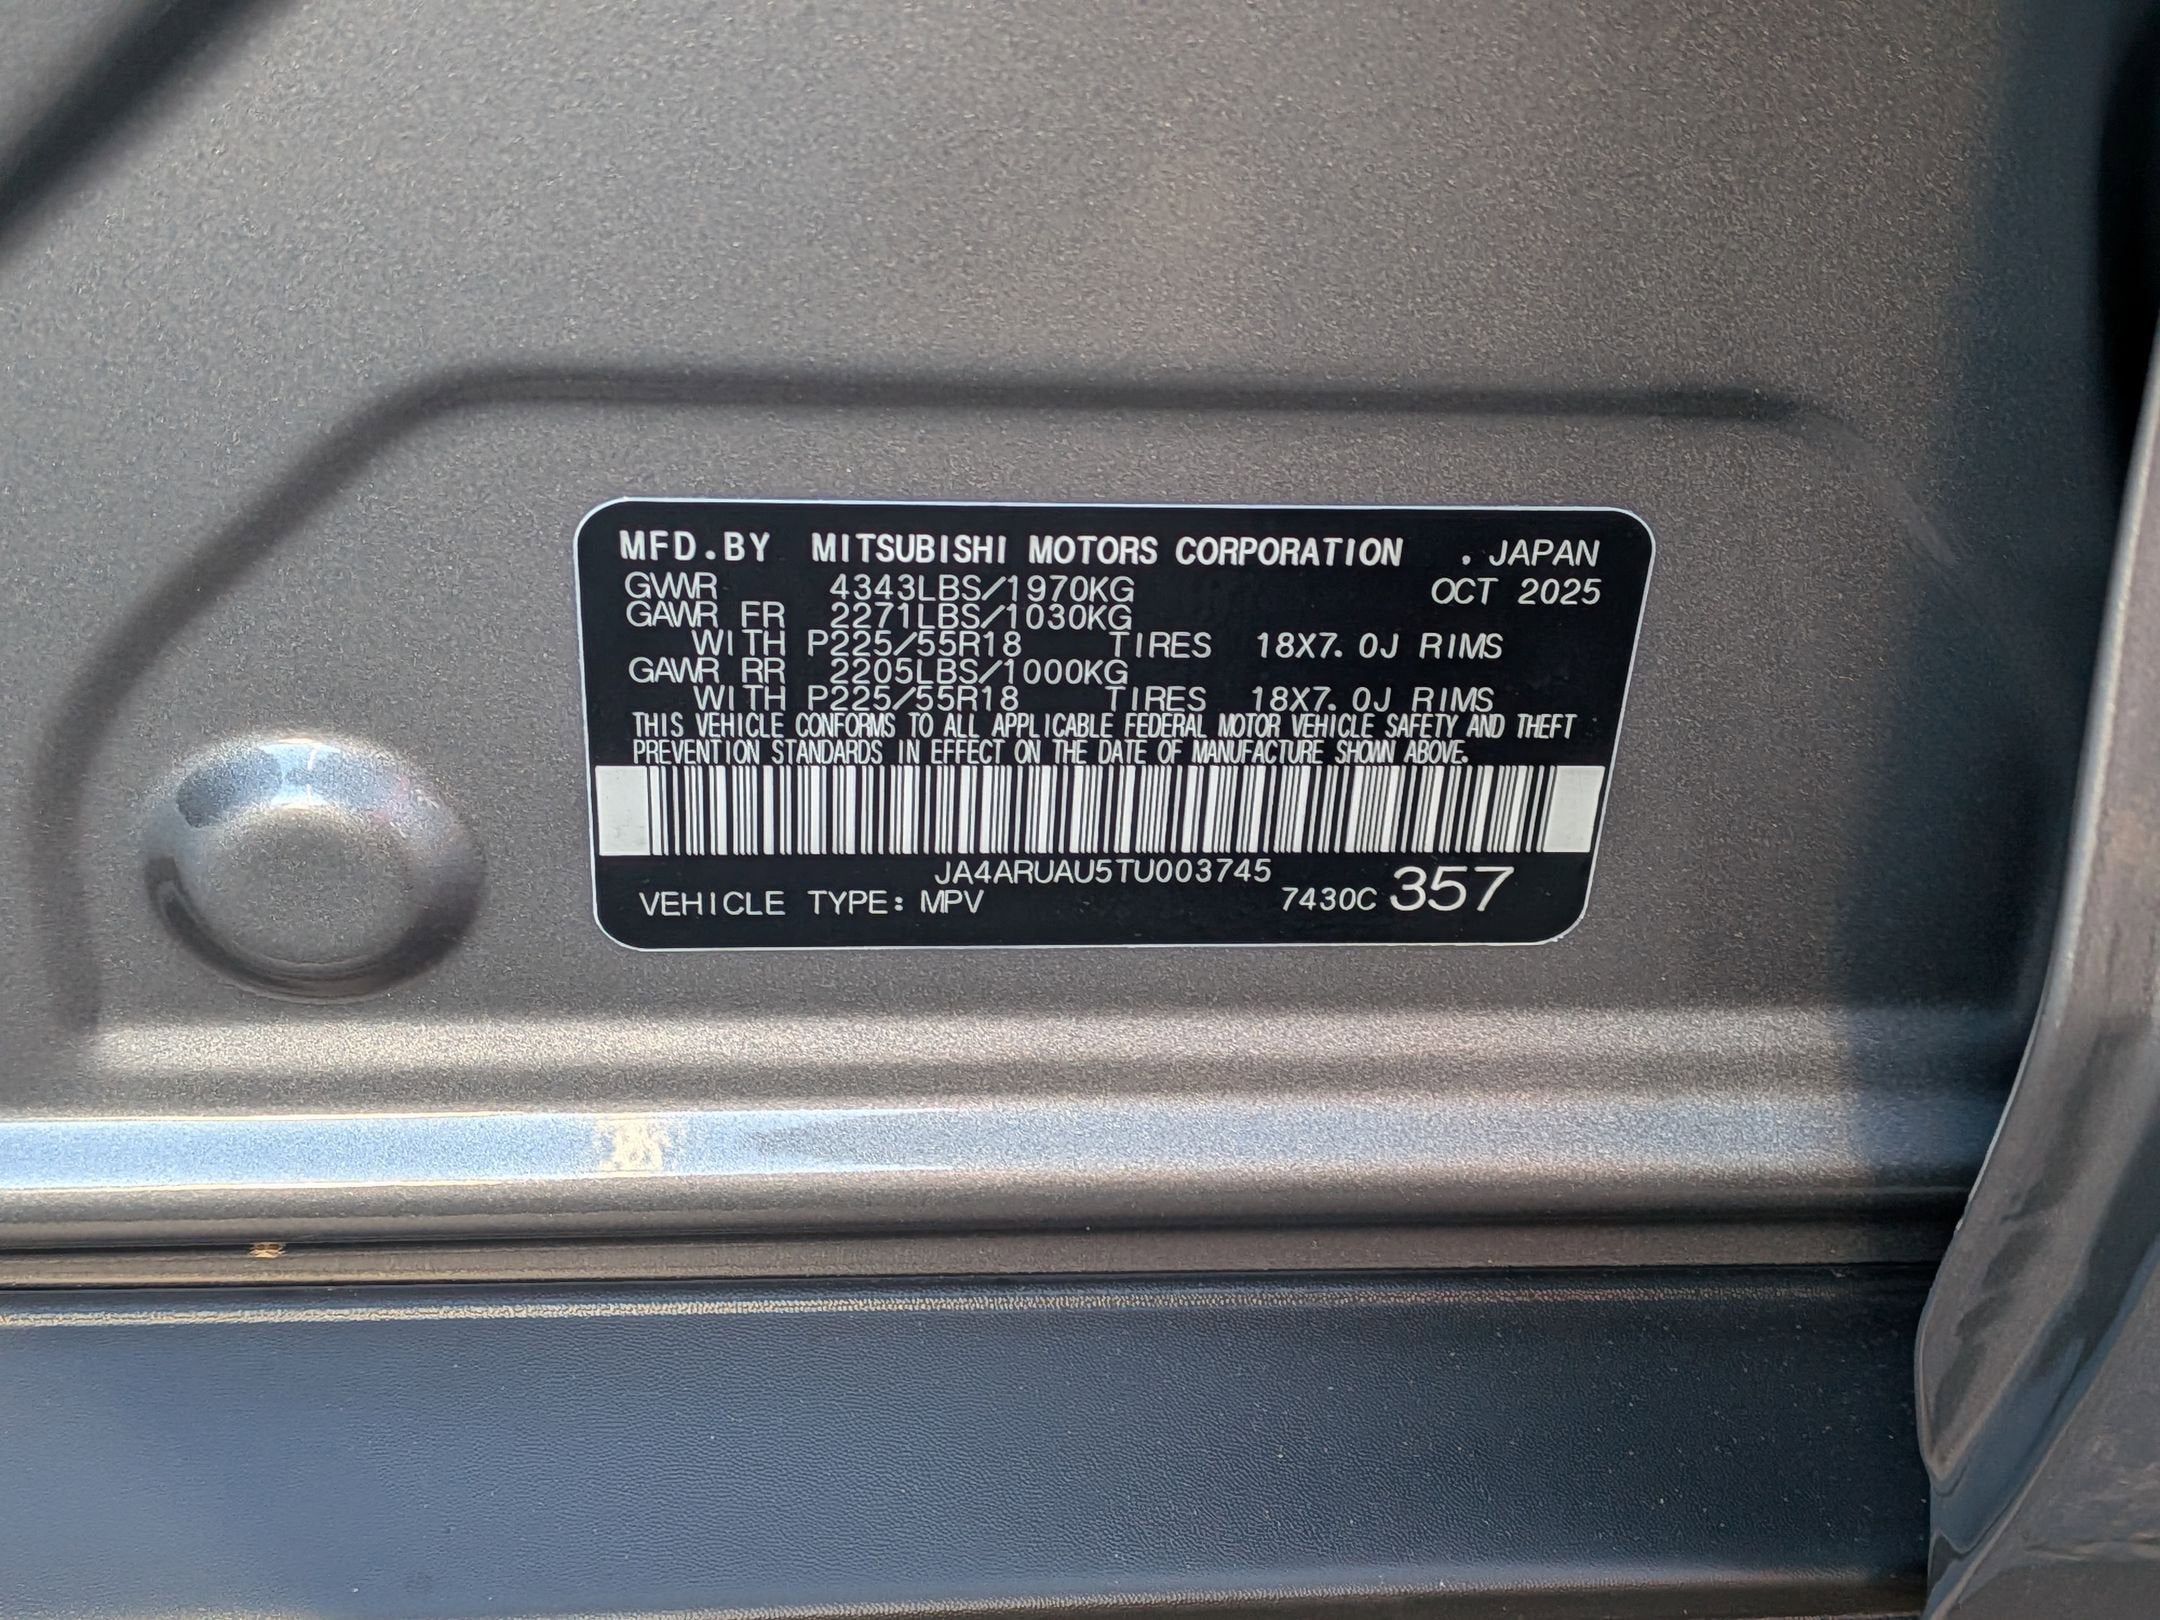 MFD.BY MITSUBISHI MOTORS CORPORATION . JAPAN
GVWR 4343LBS/1970KG OCT 2025
GAWR FR 2271LBS/1030KG
WITH P225/55R18 TIRES 18X7.0J RIMS
GAWR RR 2205LBS/1000KG
WITH P225/55R18 TIRES 18X7.0J RIMS
THIS VEHICLE CONFORMS TO ALL APPLICABLE FEDERAL MOTOR VEHICLE SAFETY AND THEFT
PREVENTION STANDARDS IN EFFECT ON THE DATE OF MANUFACTURE SHOWN ABOVE.
JA4ARUAU5TU003745
VEHICLE TYPE: MPV 7430C 357